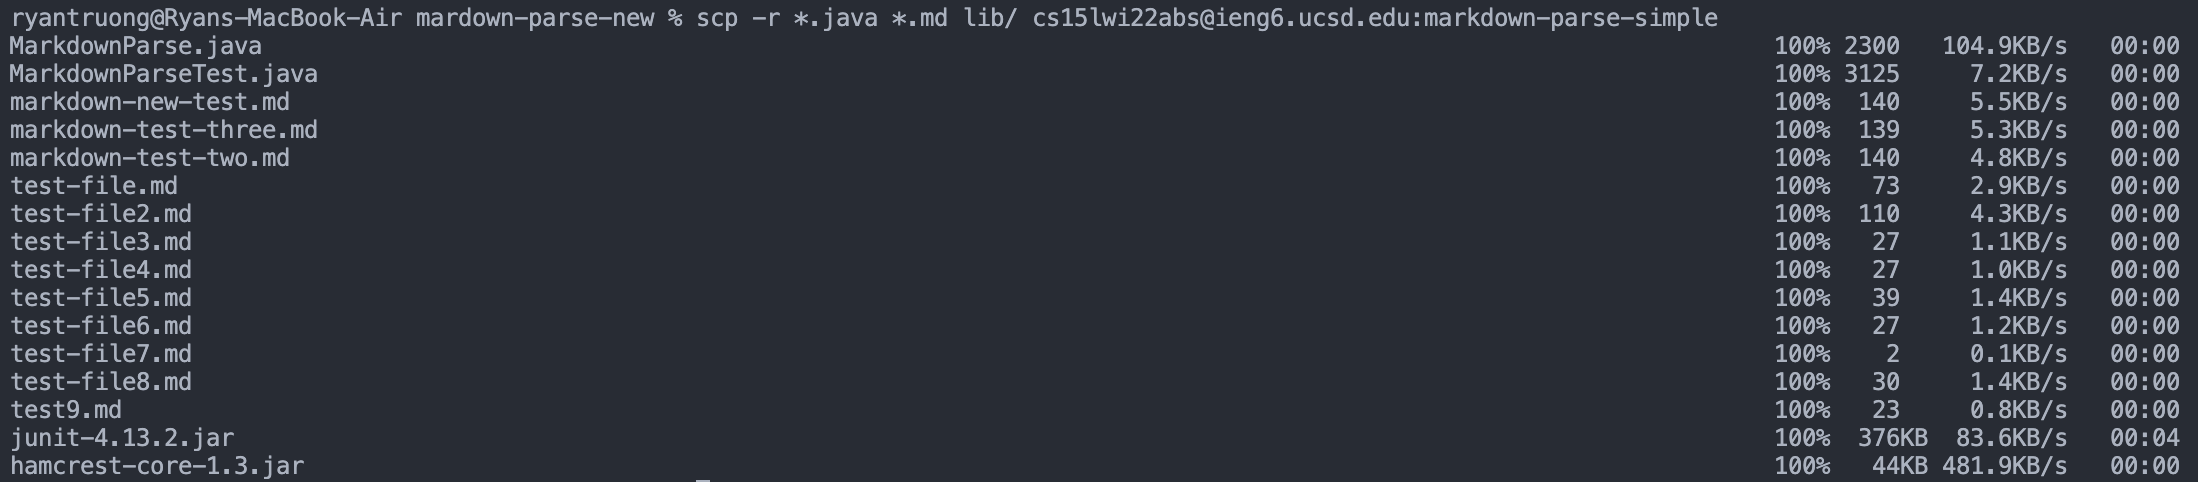 ryantruong@Ryans-MacBook-Air mardown-parse-new % scp -r *.java *.md lib/ cs15lwi22abs@ieng6.ucsd.edu:markdown-parse-simple
MarkdownParse.java 100% 2300 104.9KB/s 00:00
MarkdownParseTest.java 100% 3125 7.2KB/s 00:00
markdown-new-test.md 100% 140 5.5KB/s 00:00
markdown-test-three.md 100% 139 5.3KB/s 00:00
markdown-test-two.md 100% 140 4.8KB/s 00:00
test-file.md 100% 73 2.9KB/s 00:00
test-file2.md 100% 110 4.3KB/s 00:00
test-file3.md 100% 27 1.1KB/s 00:00
test-file4.md 100% 27 1.0KB/s 00:00
test-file5.md 100% 39 1.4KB/s 00:00
test-file6.md 100% 27 1.2KB/s 00:00
test-file7.md 100% 2 0.1KB/s 00:00
test-file8.md 100% 30 1.4KB/s 00:00
test9.md 100% 23 0.8KB/s 00:00
junit-4.13.2.jar 100% 376KB 83.6KB/s 00:04
hamcrest-core-1.3.jar 100% 44KB 481.9KB/s 00:00